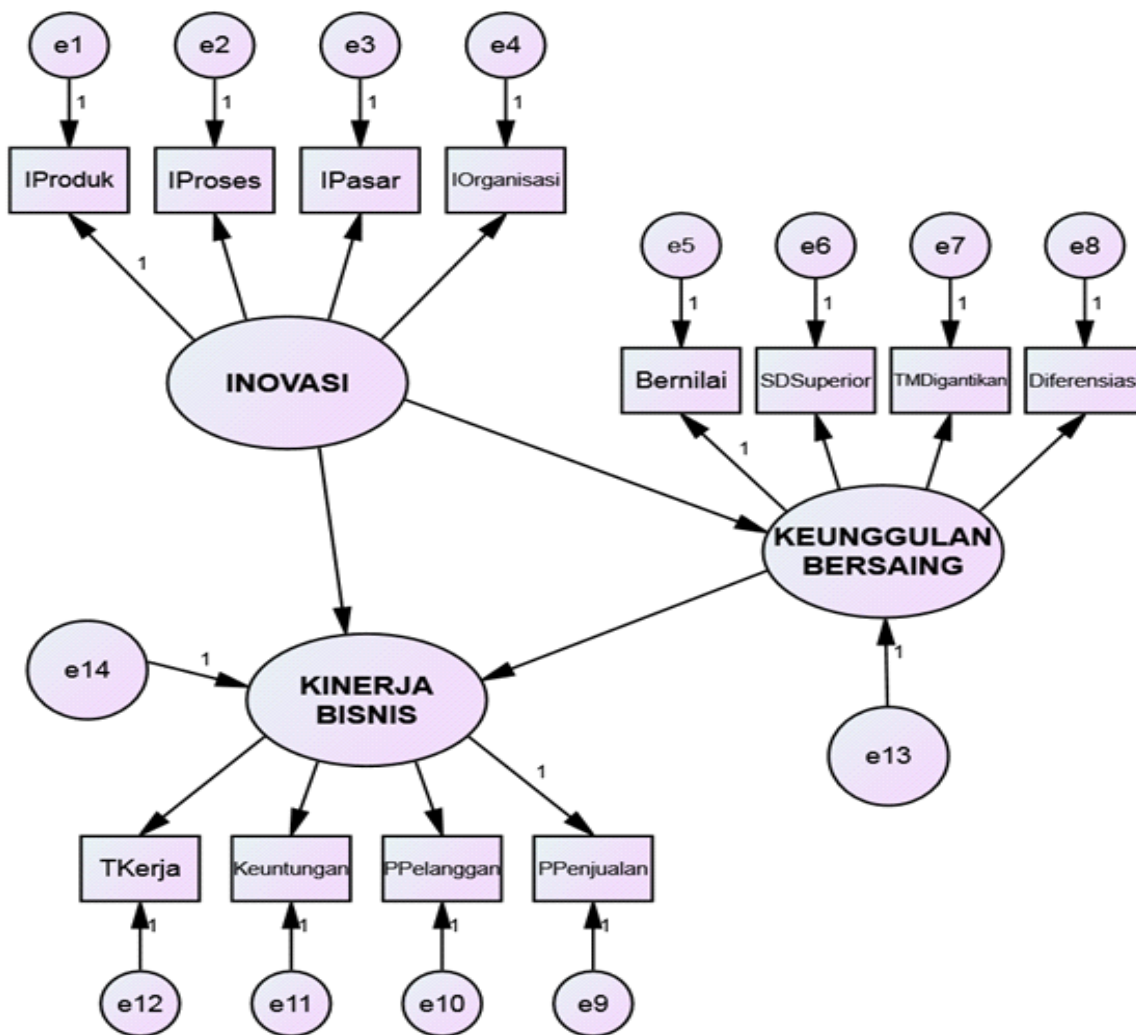 e1 e2 e3 e4
1 1 1 1
IProduk IProses IPasar IOrganisasi
1
e5 e6 e7 e8
1 1 1 1
INOVASI
Bernilai SDSuperior TMDigantikan Diferensias
1
KEUNGGULAN
BERSAING
e14
1
KINERJA
BISNIS
1
e13
1
TKerja Keuntungan PPelanggan PPenjualan
1 1 1 1
e12 e11 e10 e9